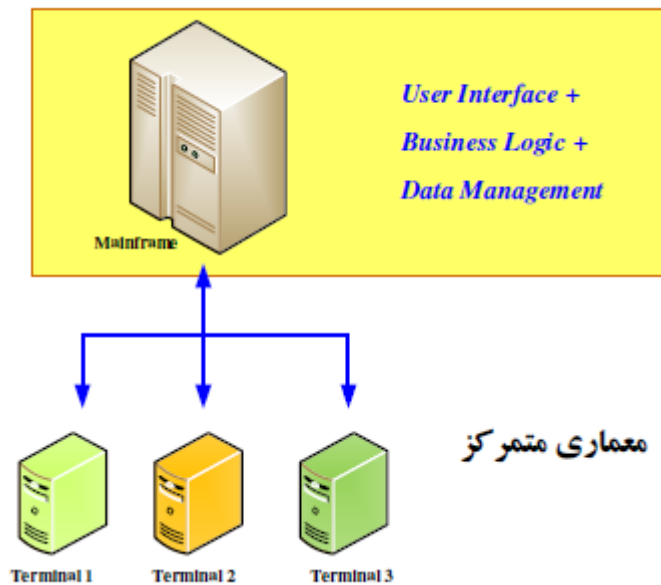 User Interface +
Business Logic +
Data Management
Mainframe
معماری متمرکز
Terminal 1
Terminal 2
Terminal 3